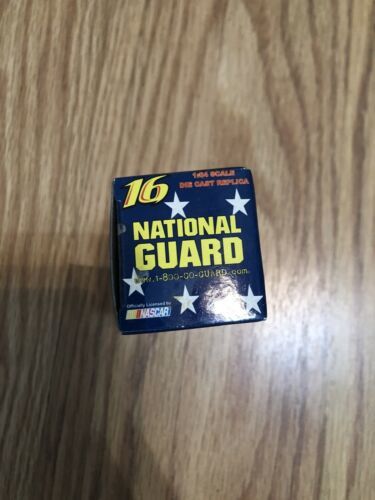 16
1:64 SCALE
DIE CAST REPLICA
NATIONAL
GUARD
www.1-800-GO-GUARD.com
Officially Licensed by
NASCAR